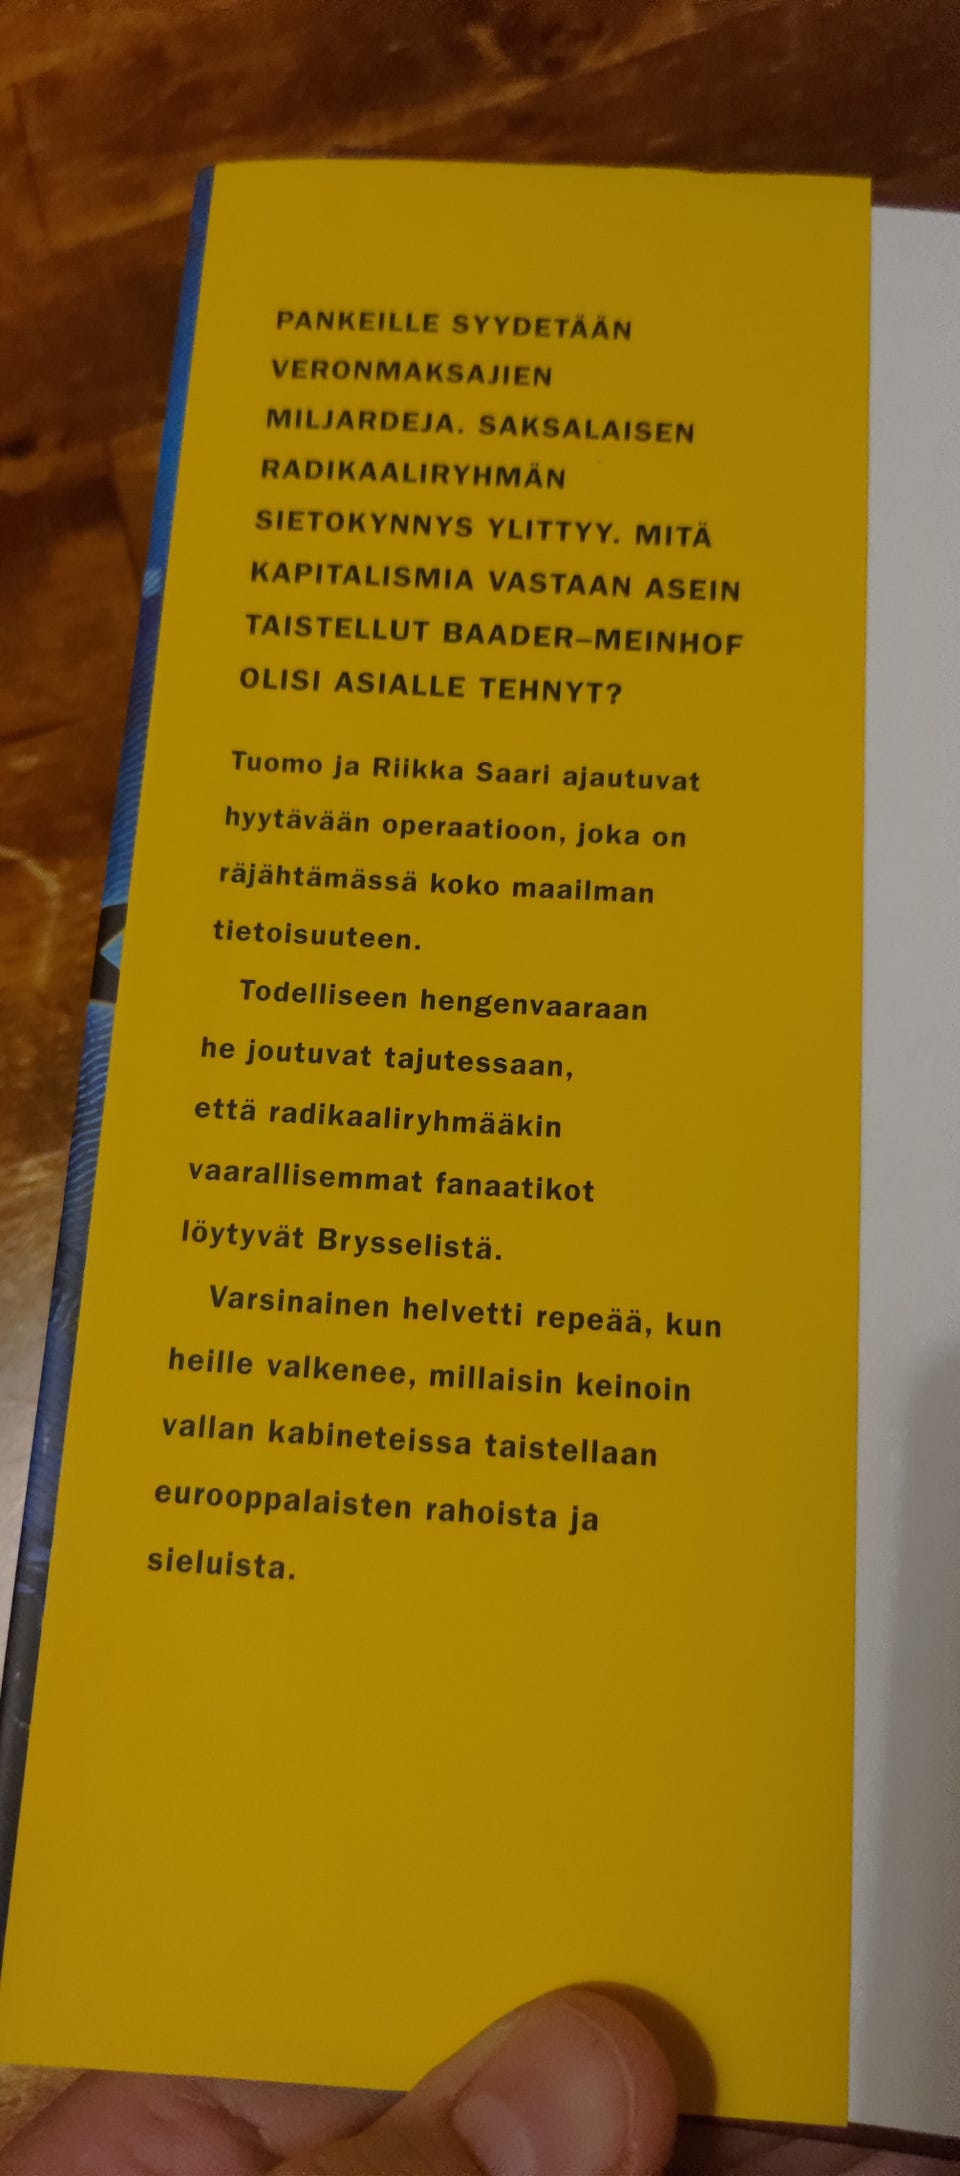 PANKEILLE SYYDETÄÄN
VERONMAKSAJIEN
MILJARDEJA. SAKSALAISEN
RADIKAALIRYHMÄN
SIETOKYNNYS YLITTYY. MITÄ
KAPITALISMIA VASTAAN ASEIN
TAISTELLUT BAADER–MEINHOF
OLISI ASIALLE TEHNYT?
Tuomo ja Riikka Saari ajautuvat
hyytävään operaatioon, joka on
räjähtämässä koko maailman
tietoisuuteen.
Todelliseen hengenvaaraan
he joutuvat tajutessaan,
että radikaaliryhmääkin
vaarallisemmat fanaatikot
löytyvät Brysselistä.
Varsinainen helvetti repeää, kun
heille valkenee, millaisin keinoin
vallan kabineteissa taistellaan
eurooppalaisten rahoista ja
sieluista.